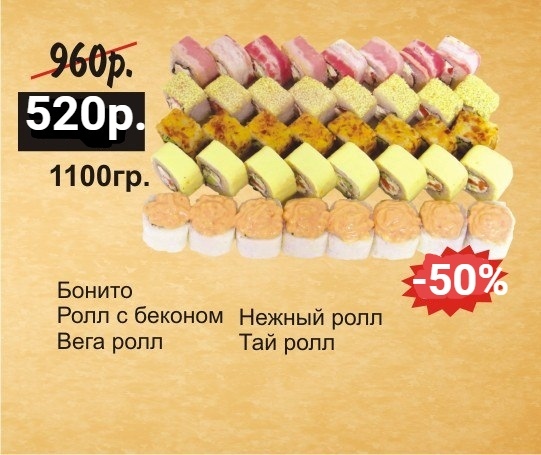 960р.
520р.
1100гр.
-50%
Бонито
Ролл с беконом
Вега ролл
Нежный ролл
Тай ролл